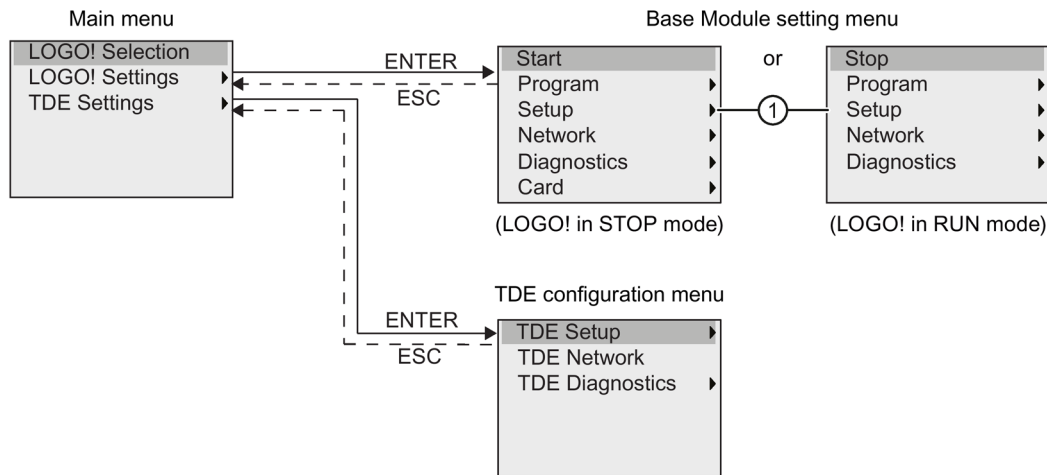 Main menu
LOGO! Selection
LOGO! Settings
TDE Settings
ENTER
ESC
Base Module setting menu
Start
Program
Setup
Network
Diagnostics
Card
(LOGO! in STOP mode)
or
1
Stop
Program
Setup
Network
Diagnostics
(LOGO! in RUN mode)
TDE configuration menu
ENTER
ESC
TDE Setup
TDE Network
TDE Diagnostics